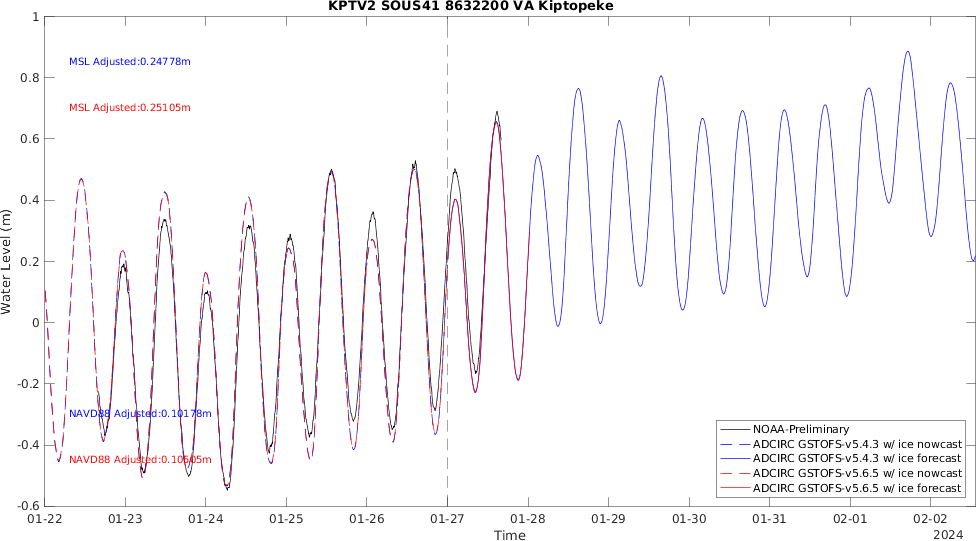 KPTV2 SOUS41 8632200 VA Kiptopeke
Water Level (m)
1
0.8
0.6
0.4
0.2
0
-0.2
-0.4
-0.6
MSL Adjusted:0.24778m
MSL Adjusted:0.25105m
NAVD88 Adjusted:0.10178m
NAVD88 Adjusted:0.10505m
NOAA-Preliminary
ADCIRC GSTOFS-v5.4.3 w/ ice nowcast
ADCIRC GSTOFS-v5.4.3 w/ ice forecast
ADCIRC GSTOFS-v5.6.5 w/ ice nowcast
ADCIRC GSTOFS-v5.6.5 w/ ice forecast
01-22 01-23 01-24 01-25 01-26 01-27 01-28 01-29 01-30 01-31 02-01 02-02
Time 2024